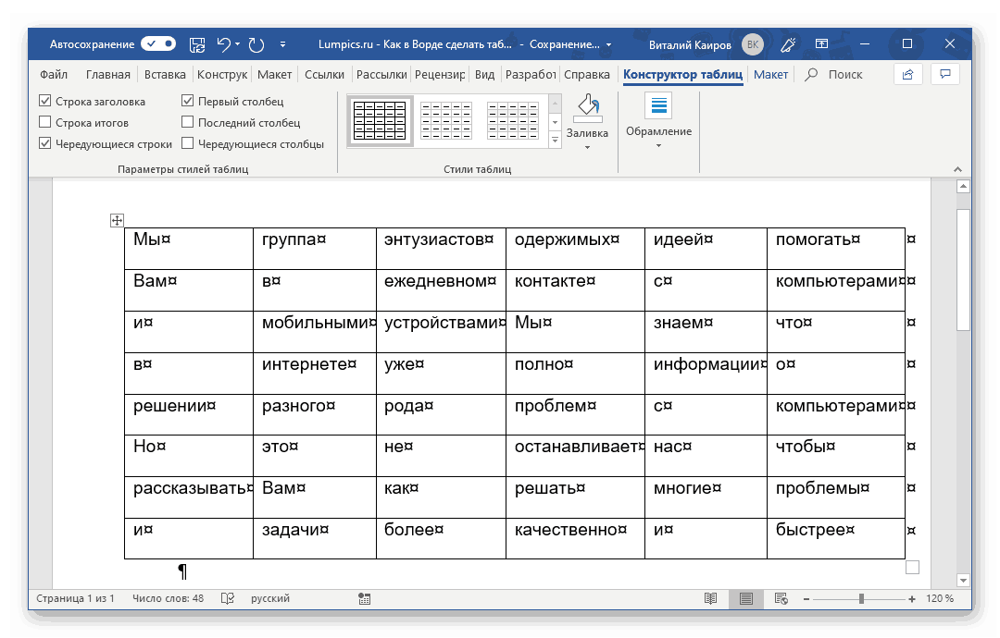 Автосохранение Lumpics.ru - Как в Ворде сделать таб... - Сохранение... Виталий Каиров ВК
Файл Главная Вставка Конструк Макет Ссылки Рассылки Рецензир Вид Разработ Справка Конструктор таблиц Макет Поиск
Строка заголовка Первый столбец
Строка итогов Последний столбец
Чередующиеся строки Чередующиеся столбцы
Заливка Обрамление
Параметры стилей таблиц Стили таблиц
Мы¤ группа¤ энтузиастов¤ одержимых¤ идеей¤ помогать¤ ¤
Вам¤ в¤ ежедневном¤ контакте¤ с¤ компьютерами¤ ¤
и¤ мобильными¤ устройствами¤ Мы¤ знаем¤ что¤ ¤
в¤ интернете¤ уже¤ полно¤ информации¤ о¤ ¤
решении¤ разного¤ рода¤ проблем¤ с¤ компьютерами¤ ¤
Но¤ это¤ не¤ останавливает¤ нас¤ чтобы¤ ¤
рассказывать¤ Вам¤ как¤ решать¤ многие¤ проблемы¤ ¤
и¤ задачи¤ более¤ качественно¤ и¤ быстрее¤ ¤
¶
Страница 1 из 1 Число слов: 48 русский 120 %